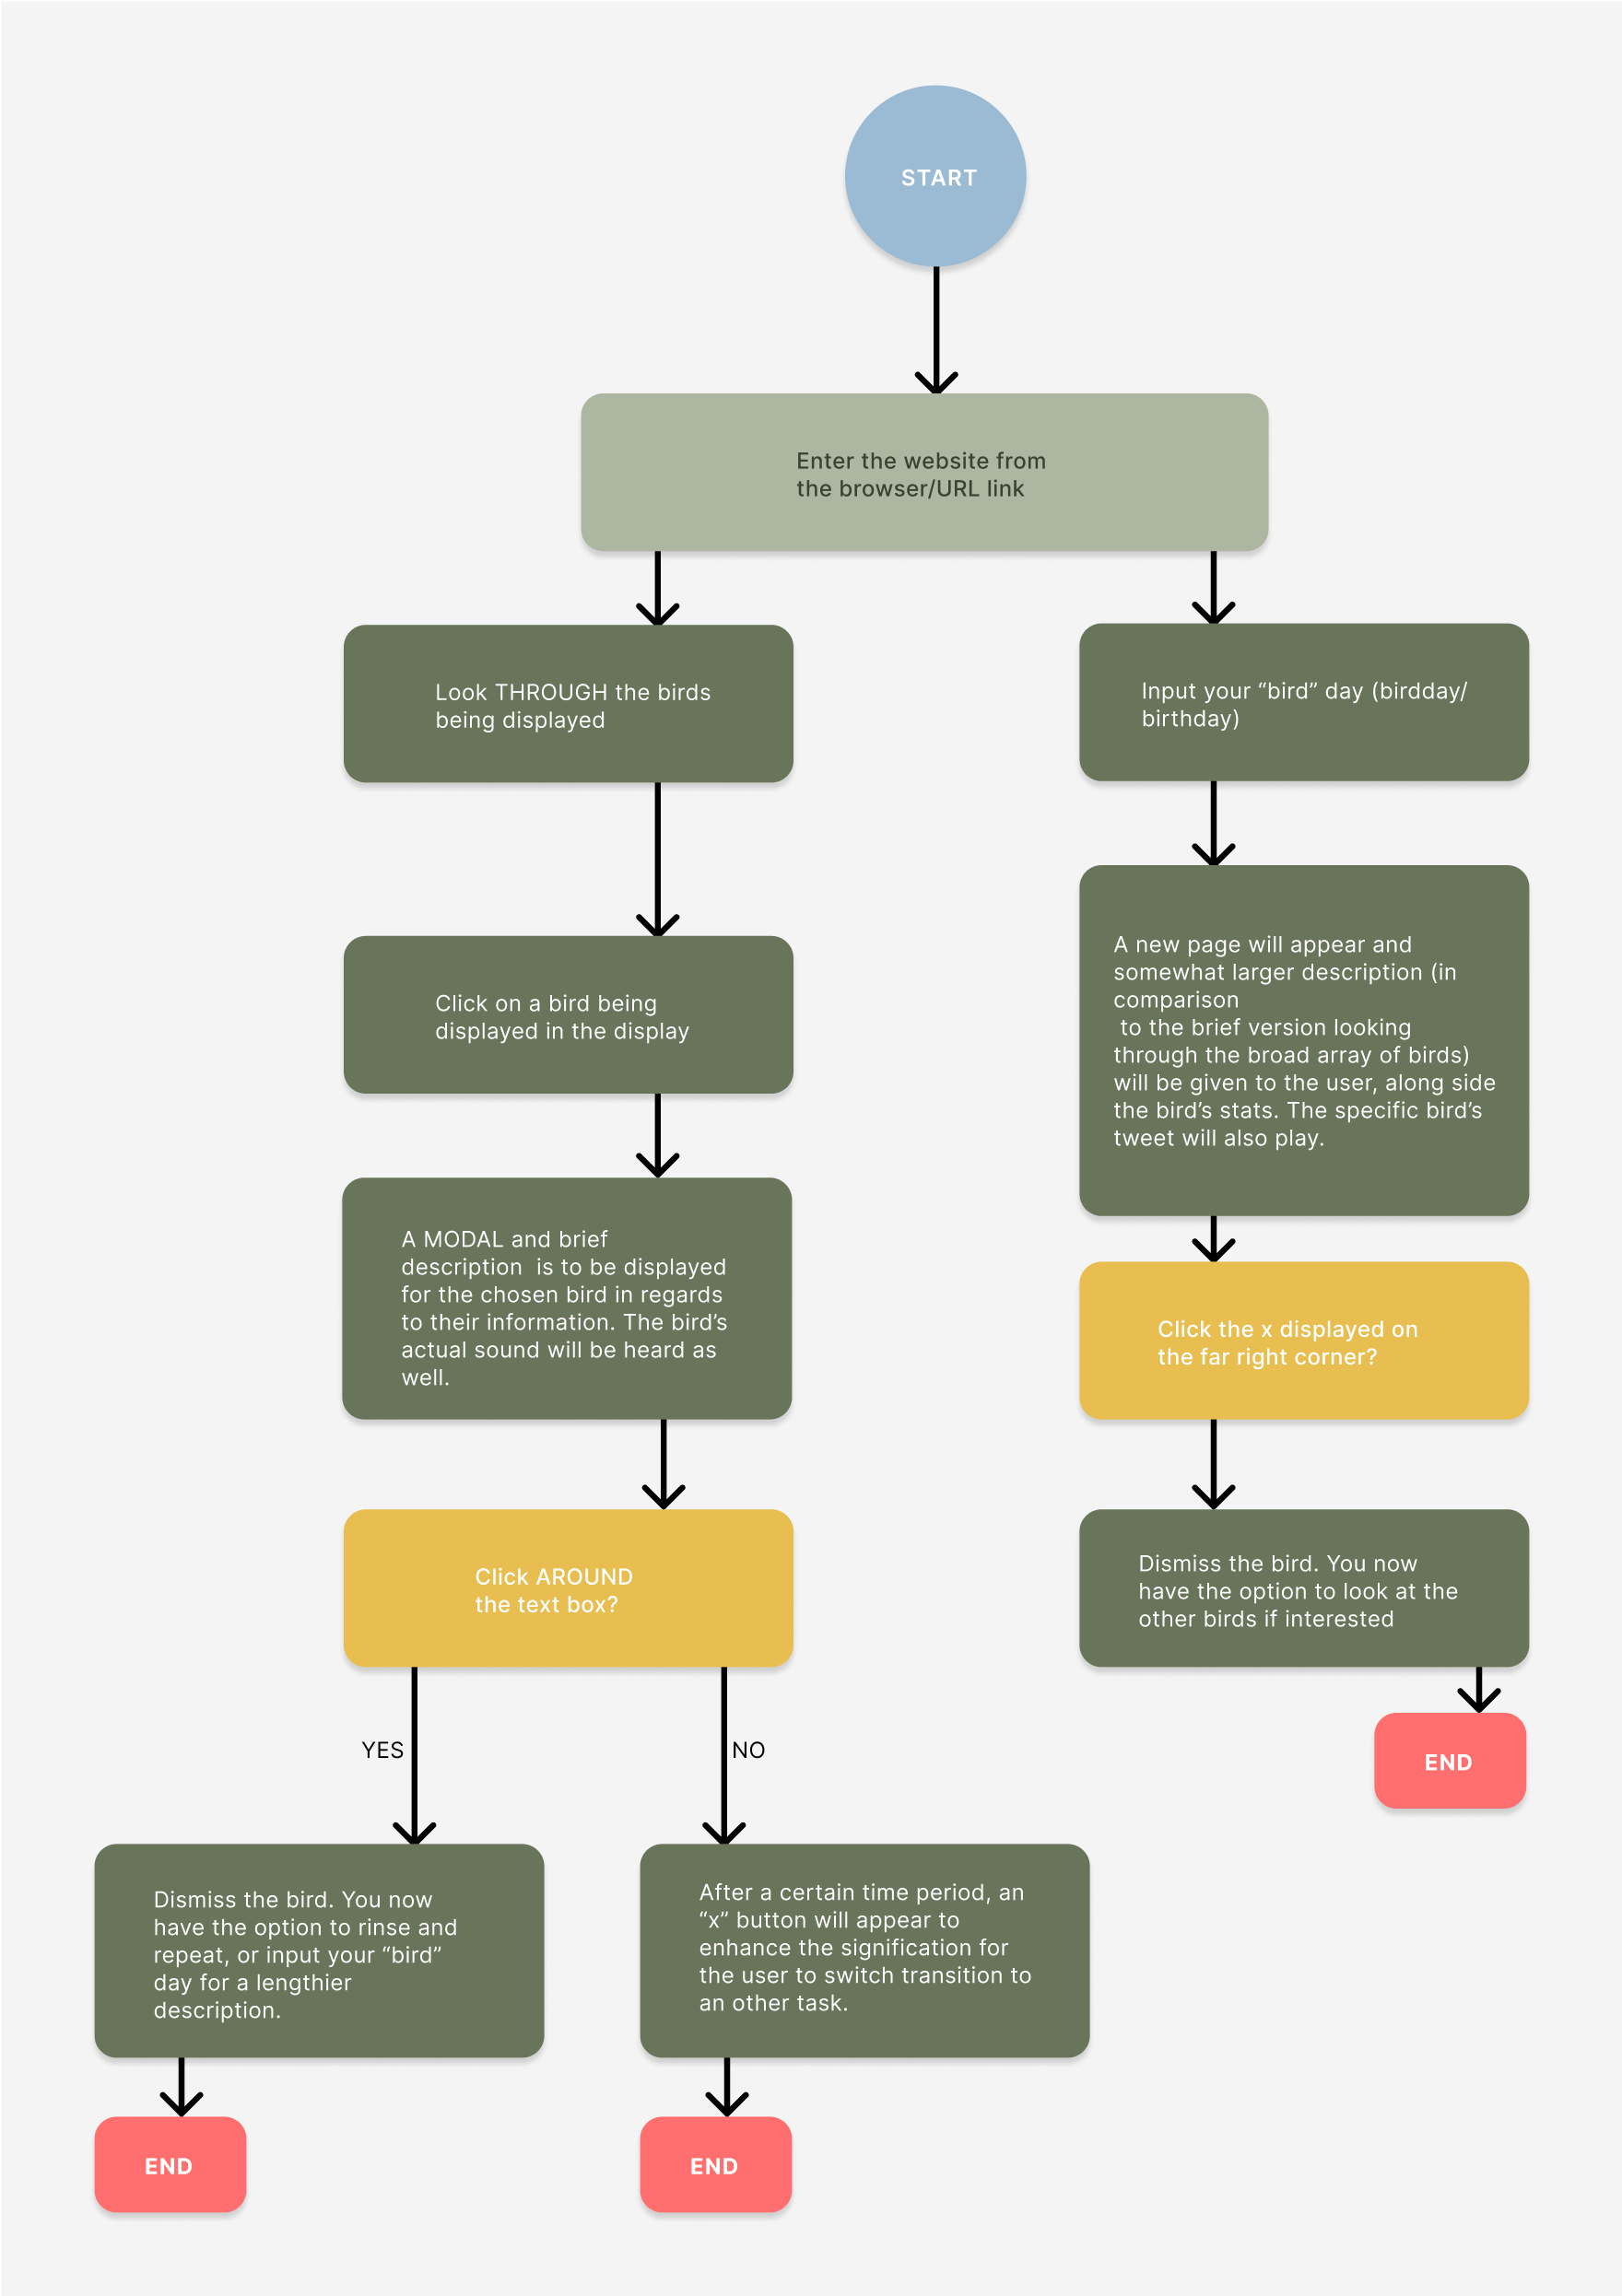 START
Enter the website from
the browser/URL link
Look THROUGH the birds
being displayed
Input your “bird” day (birdday/
birthday)
Click on a bird being
displayed in the display
A new page will appear and
somewhat larger description (in
comparison
to the brief version looking
through the broad array of birds)
will be given to the user, along side
the bird’s stats. The specific bird’s
tweet will also play.
A MODAL and brief
description  is to be displayed
for the chosen bird in regards
to their information. The bird’s
actual sound will be heard as
well.
Click the x displayed on
the far right corner?
Click AROUND
the text box?
Dismiss the bird. You now
have the option to look at the
other birds if interested
END
YES
NO
Dismiss the bird. You now
have the option to rinse and
repeat, or input your “bird”
day for a lengthier
description.
After a certain time period, an
“x” button will appear to
enhance the signification for
the user to switch transition to
an other task.
END
END